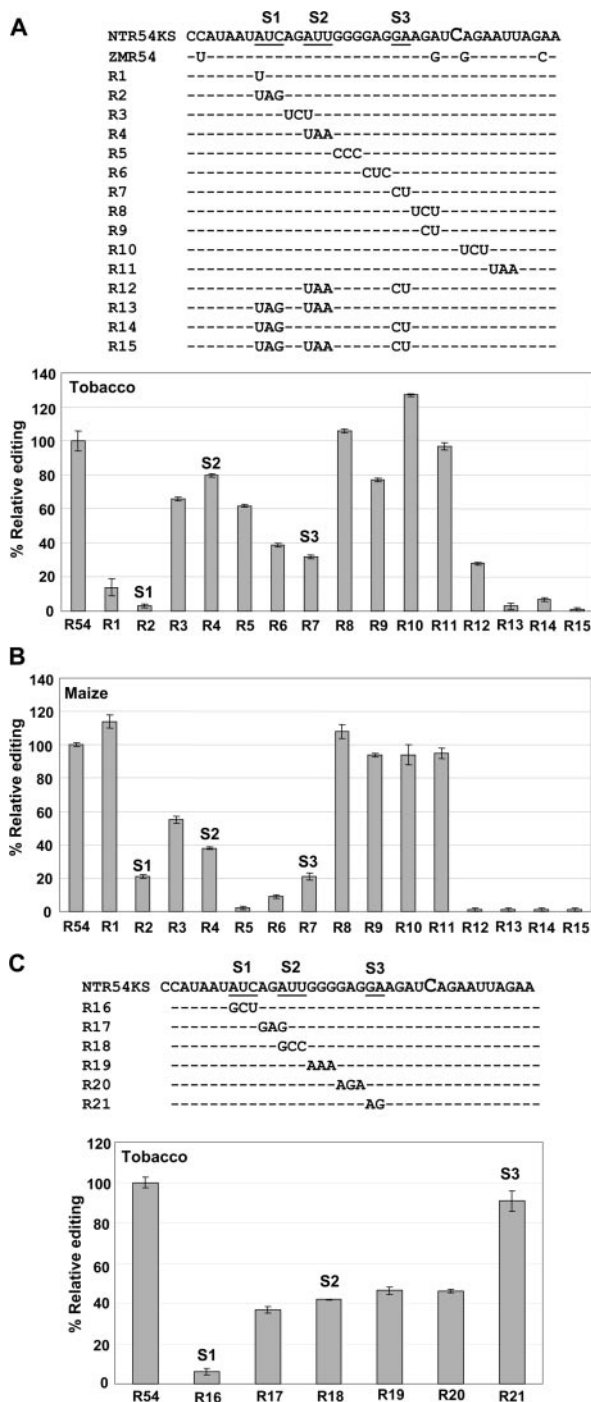 A
S1 S2 S3
NTR54KS CCAUAAUAUCAGAUUGGGGAGGAAGAUCAGAAUUAGAA
ZMR54 --U-----------------------G--G-------C--
R1 -------U------------------------------
R2 -------UAG----------------------------
R3 ----------UCU-------------------------
R4 ------------UAA-----------------------
R5 ---------------CCC--------------------
R6 ------------------CUC-----------------
R7 ---------------------CU---------------
R8 -----------------------UCU------------
R9 ------------------------CU------------
R10 ----------------------------UCU-------
R11 -------------------------------UAA----
R12 ------------UAA------CU---------------
R13 -------UAG--UAA-----------------------
R14 -------UAG-----------CU---------------
R15 -------UAG--UAA------CU---------------
Tobacco
% Relative editing
140
120
100
80
60
40
20
0
S1 S2 S3
R54 R1 R2 R3 R4 R5 R6 R7 R8 R9 R10 R11 R12 R13 R14 R15
B
Maize
% Relative editing
140
120
100
80
60
40
20
0
S1 S2 S3
R54 R1 R2 R3 R4 R5 R6 R7 R8 R9 R10 R11 R12 R13 R14 R15
C
S1 S2 S3
NTR54KS CCAUAAUAUCAGAUUGGGGAGGAAGAUCAGAAUUAGAA
R16 ------GCU----------------------------
R17 ---------GAG-------------------------
R18 -----------GCC-----------------------
R19 --------------AAA--------------------
R20 -----------------AGA-----------------
R21 --------------------AG---------------
Tobacco
% Relative editing
120
100
80
60
40
20
0
S1 S2 S3
R54 R16 R17 R18 R19 R20 R21